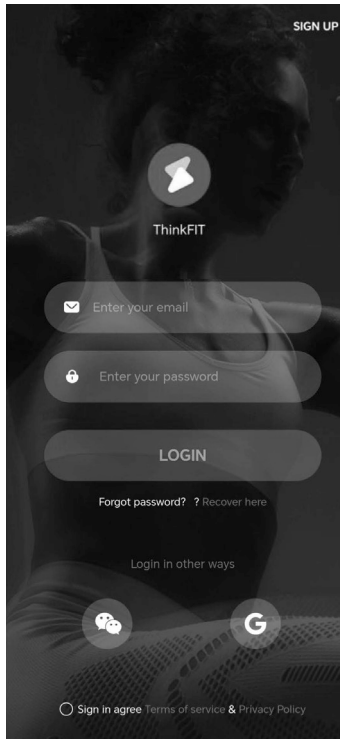 SIGN UP
ThinkFIT
Enter your email
Enter your password
LOGIN
Forgot password? ? Recover here
Login in other ways
G
Sign in agree Terms of service & Privacy Policy